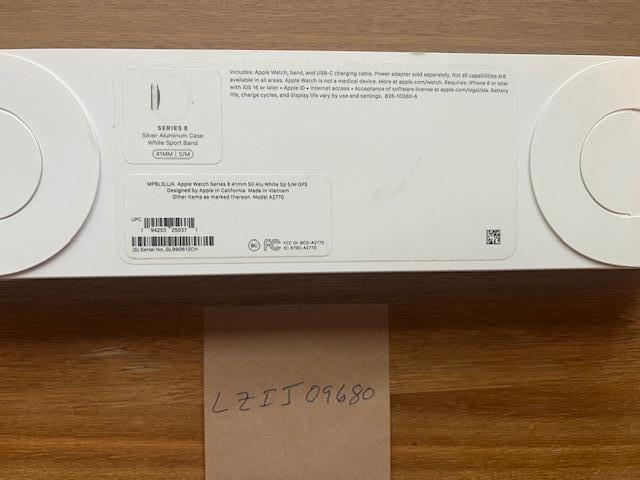 Includes: Apple Watch, band, and USB-C charging cable. Power adapter sold separately. Not all capabilities are
available in all areas. Apple Watch is not a medical device. More at apple.com/watch. Requires: iPhone 8 or later
with iOS 16 or later • Apple ID • Internet access • Acceptance of software license at apple.com/legal/sla. Battery
life, charge cycles, and display life vary by use and settings. 826-10380-A
SERIES 8
Silver Aluminum Case
White Sport Band
41MM S/M
MP6L3LL/A Apple Watch Series 8 41mm Sil Alu White Sp S/M GPS
Designed by Apple in California Made in Vietnam
Other items as marked thereon Model A2770
UPC
1 94253 25037 1
(S) Serial No. GL990612CH
BC FC FCC ID: BCG-A2770
IC: 579C-A2770
LZIJ09680